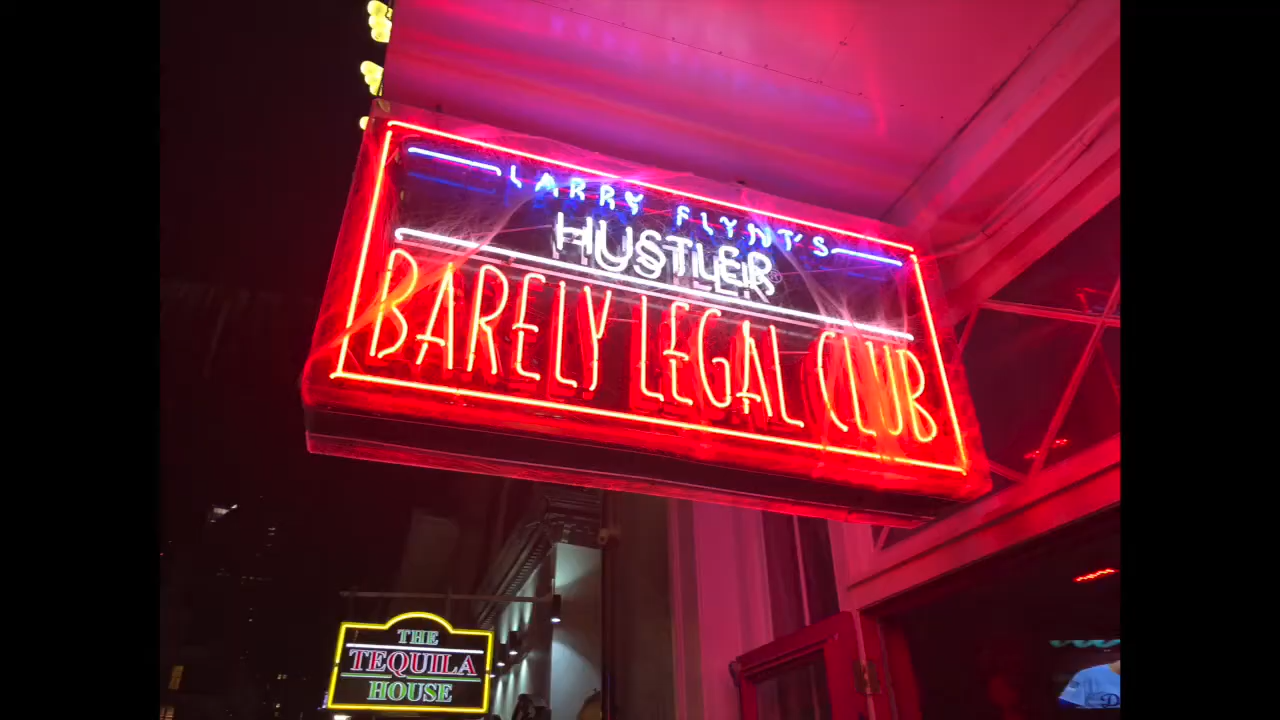 LARRY FLYNT'S
HUSTLER®
BARELY LEGAL CLUB
THE
TEQUILA
HOUSE